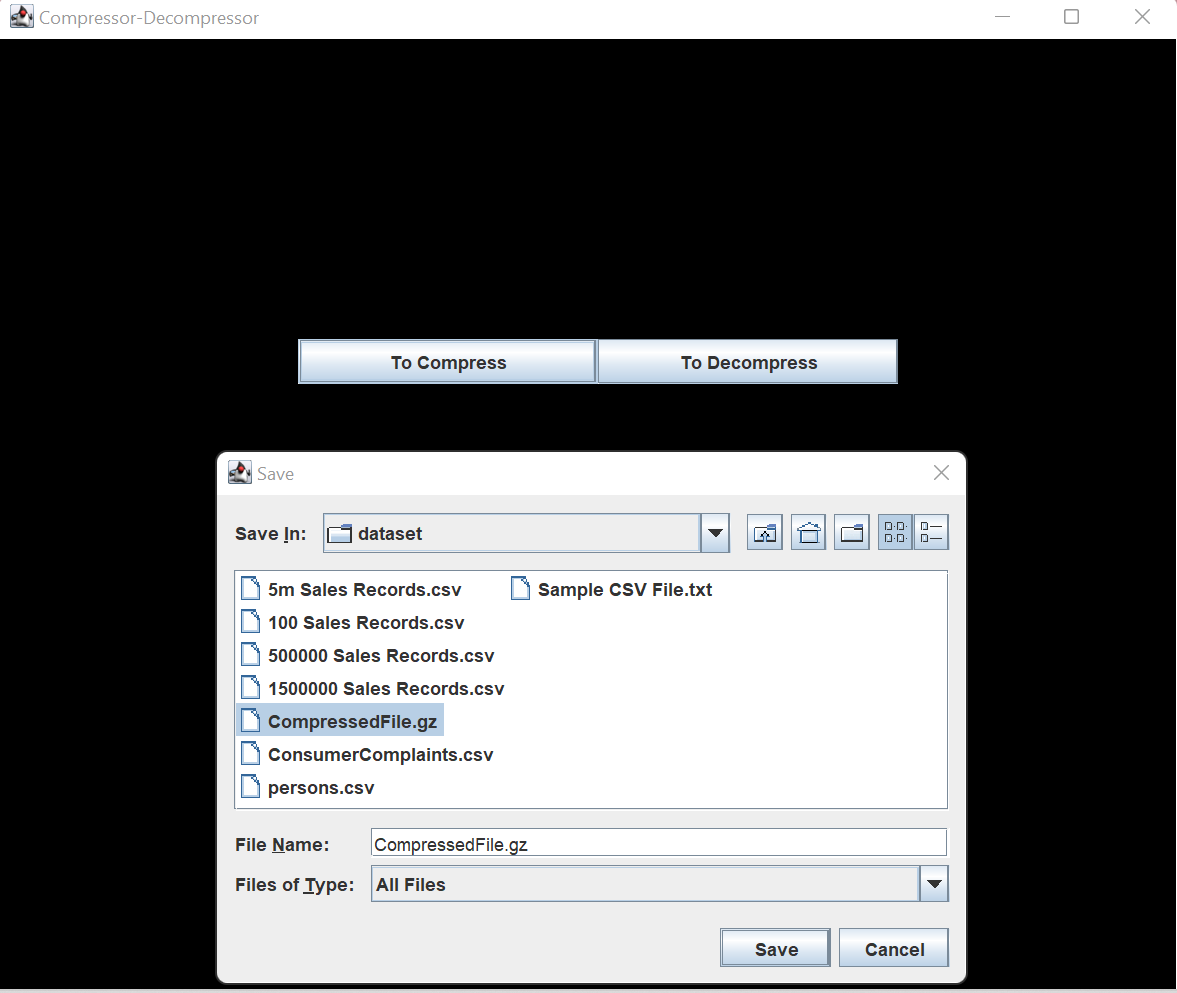 Compressor-Decompressor
To Compress
To Decompress
Save
Save In: dataset
5m Sales Records.csv
100 Sales Records.csv
500000 Sales Records.csv
1500000 Sales Records.csv
CompressedFile.gz
ConsumerComplaints.csv
persons.csv
Sample CSV File.txt
File Name: CompressedFile.gz
Files of Type: All Files
Save
Cancel